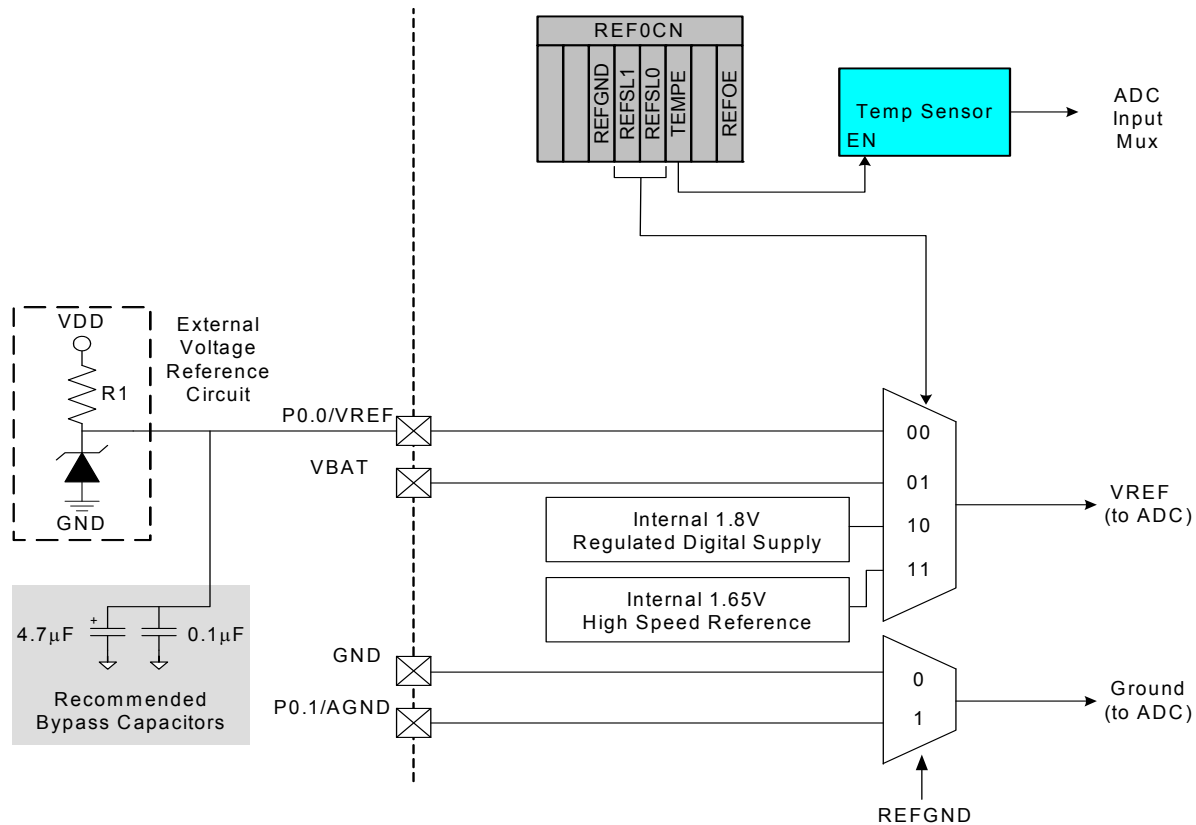 REF0CN
REFGND
REFSL1
REFSL0
TEMPE
REFOE
Temp Sensor
EN
ADC
Input
Mux
VDD
R1
GND
External
Voltage
Reference
Circuit
P0.0/VREF
VBAT
00
01
10
11
Internal 1.8V
Regulated Digital Supply
Internal 1.65V
High Speed Reference
VREF
(to ADC)
+
4.7μF
0.1μF
Recommended
Bypass Capacitors
GND
P0.1/AGND
0
1
Ground
(to ADC)
REFGND